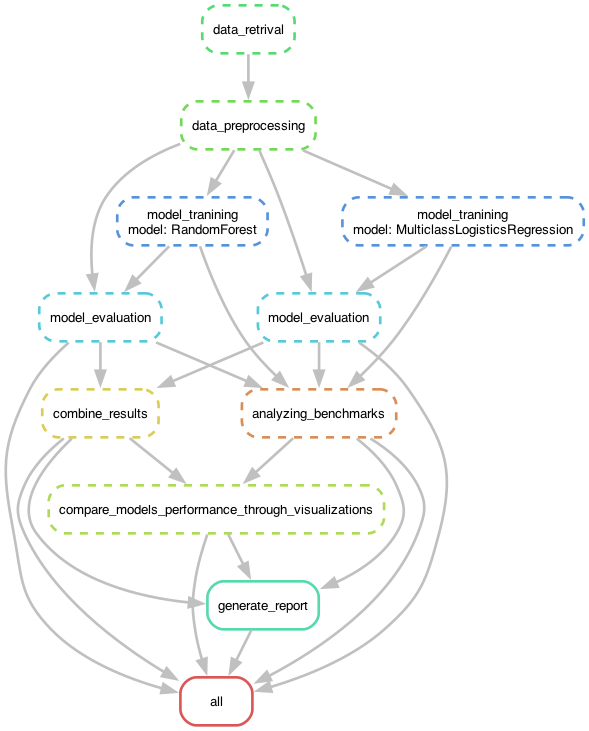 data_retrival
data_preprocessing
model_tranining
model: RandomForest
model_tranining
model: MulticlassLogisticsRegression
model_evaluation
model_evaluation
combine_results
analyzing_benchmarks
compare_models_performance_through_visualizations
generate_report
all